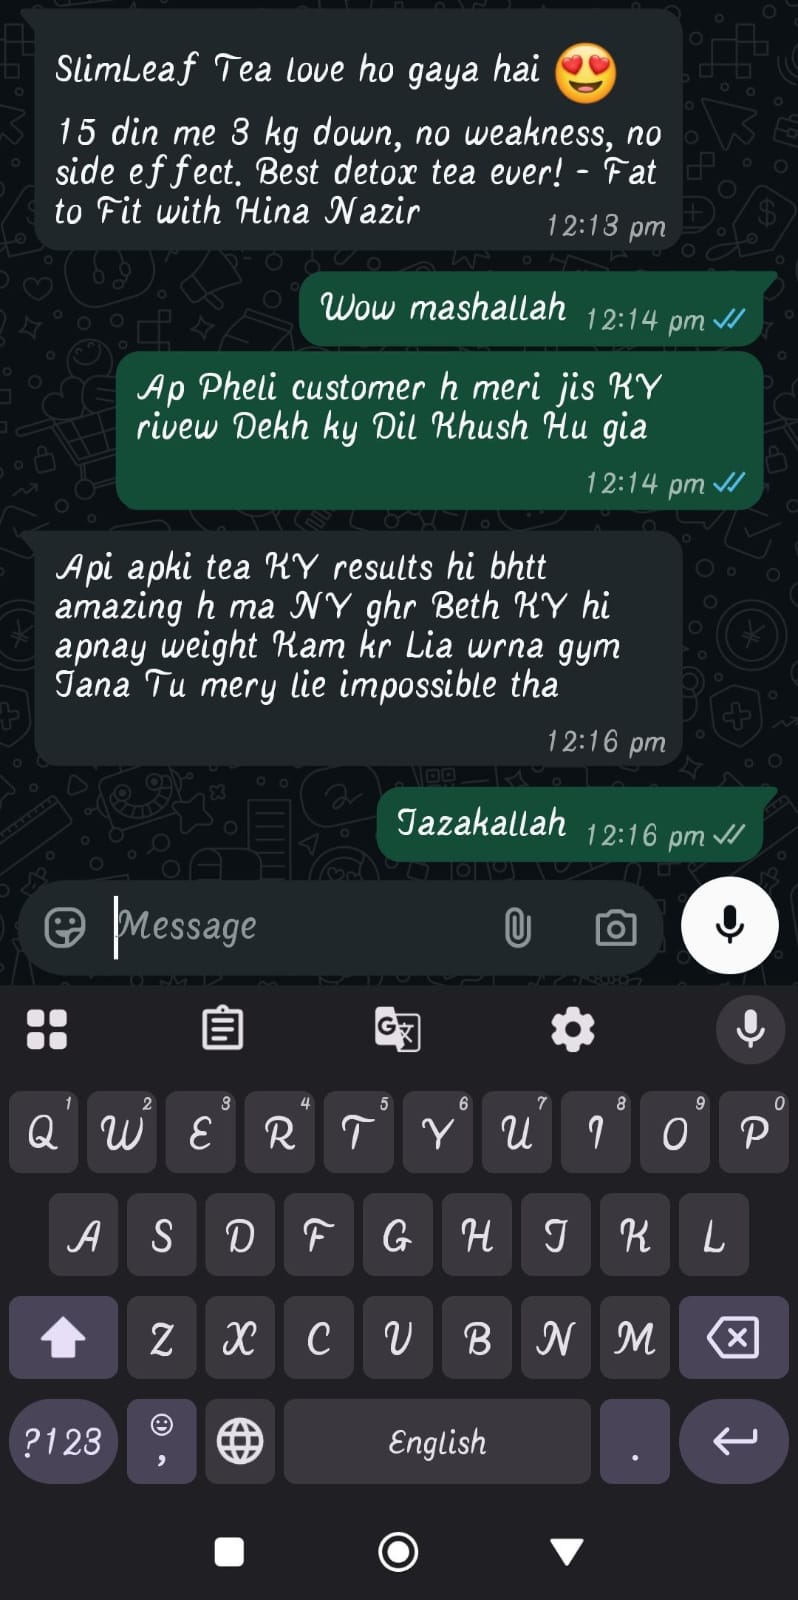 SlimLeaf Tea love ho gaya hai 😍
15 din me 3 kg down, no weakness, no
side effect. Best detox tea ever! - Fat
to Fit with Hina Nazir
12:13 pm
Wow mashallah
12:14 pm
Ap Pheli customer h meri jis KY
rivew Dekh ky Dil Khush Hu gia
12:14 pm
Api apki tea KY results hi bhtt
amazing h ma NY ghr Beth KY hi
apnay weight Kam kr Lia wrna gym
Jana Tu mery lie impossible tha
12:16 pm
Jazakallah
12:16 pm
Message
Q 1 W 2 E 3 R 4 T 5 Y 6 U 7 I 8 O 9 P 0
A S D F G H J K L
Z X C V B N M
?123 , English .